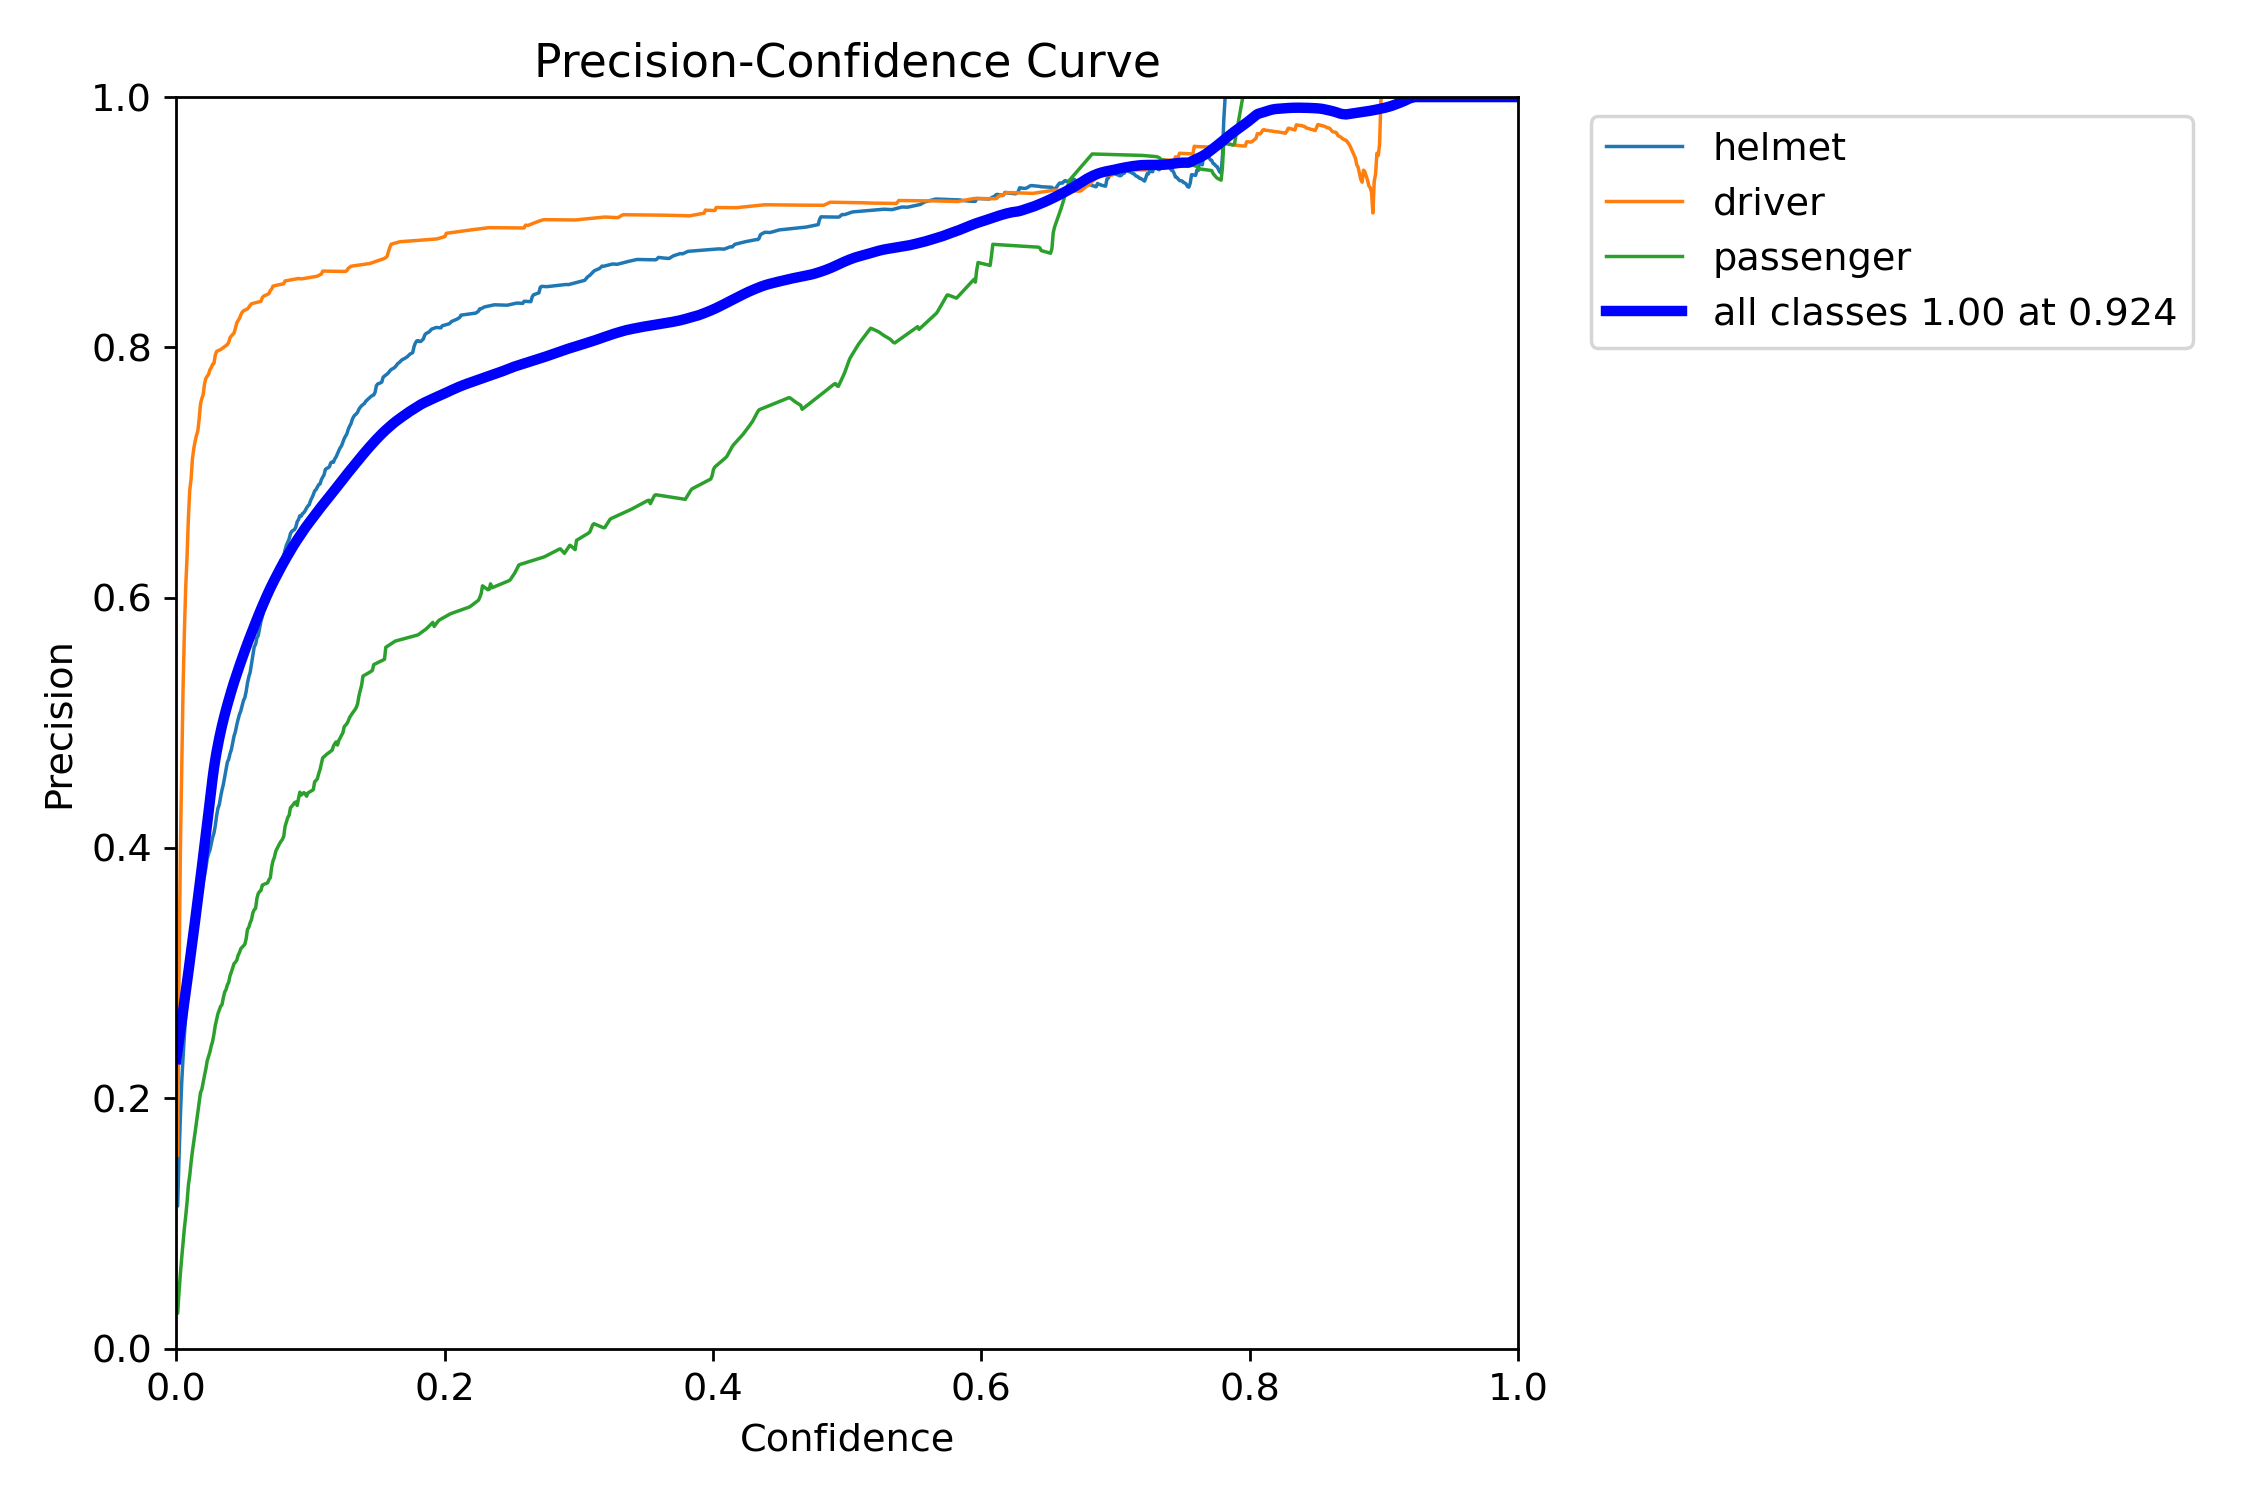 Precision-Confidence Curve
1.0
0.8
0.6
0.4
0.2
0.0
Precision
0.0 0.2 0.4 0.6 0.8 1.0
Confidence
helmet
driver
passenger
all classes 1.00 at 0.924